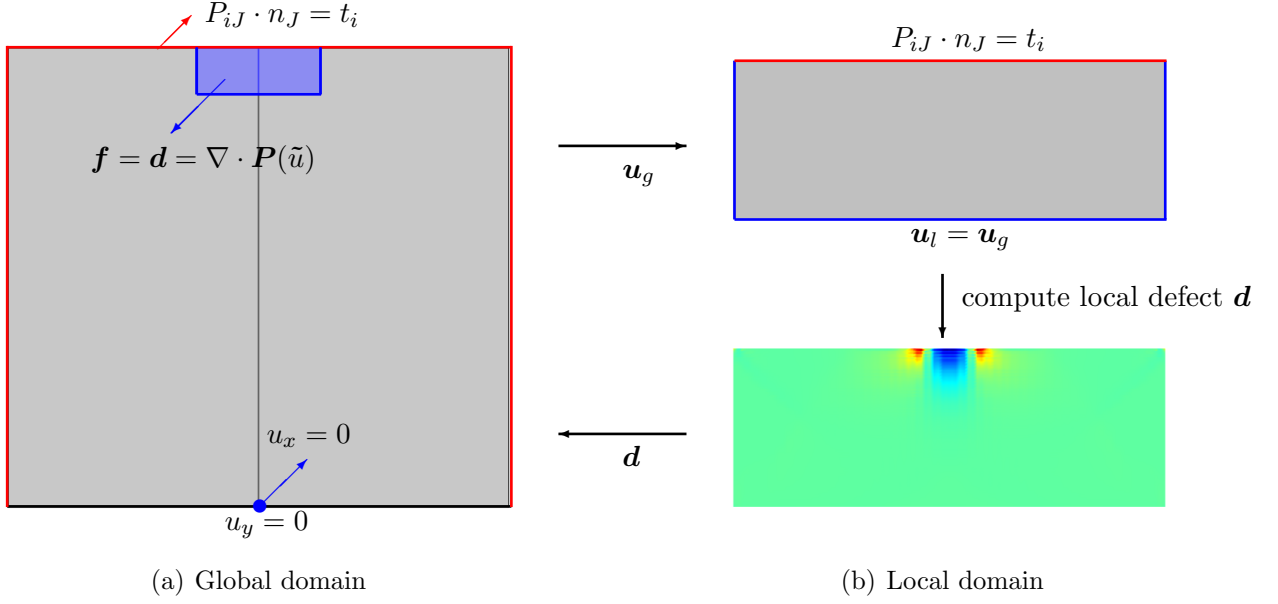 P_{iJ} · n_J = t_i
f = d = ∇ · P(ũ)
u_x = 0
u_y = 0
(a) Global domain
u_g
d
P_{iJ} · n_J = t_i
u_l = u_g
compute local defect d
(b) Local domain